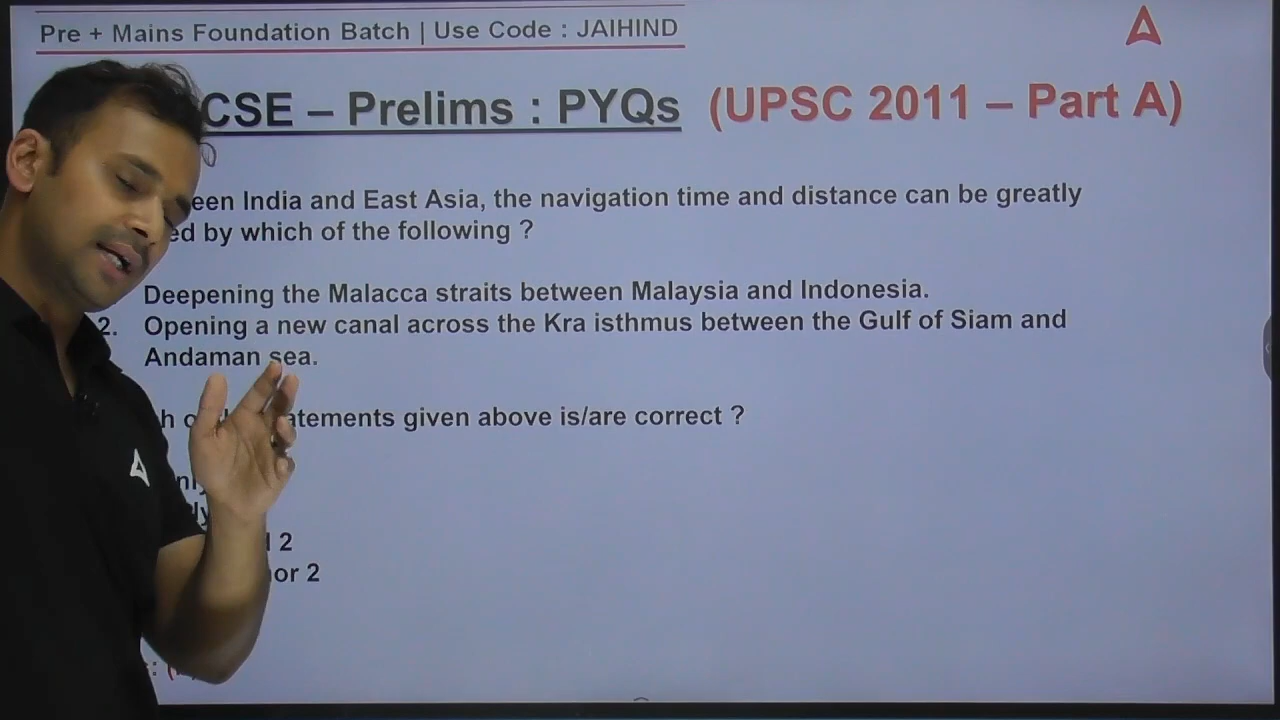 Pre + Mains Foundation Batch | Use Code : JAIHIND
CSE – Prelims : PYQs (UPSC 2011 – Part A)
India and East Asia, the navigation time and distance can be greatly
by which of the following ?
Deepening the Malacca straits between Malaysia and Indonesia.
2. Opening a new canal across the Kra isthmus between the Gulf of Siam and
Andaman sea.
given above is/are correct ?
2
or 2